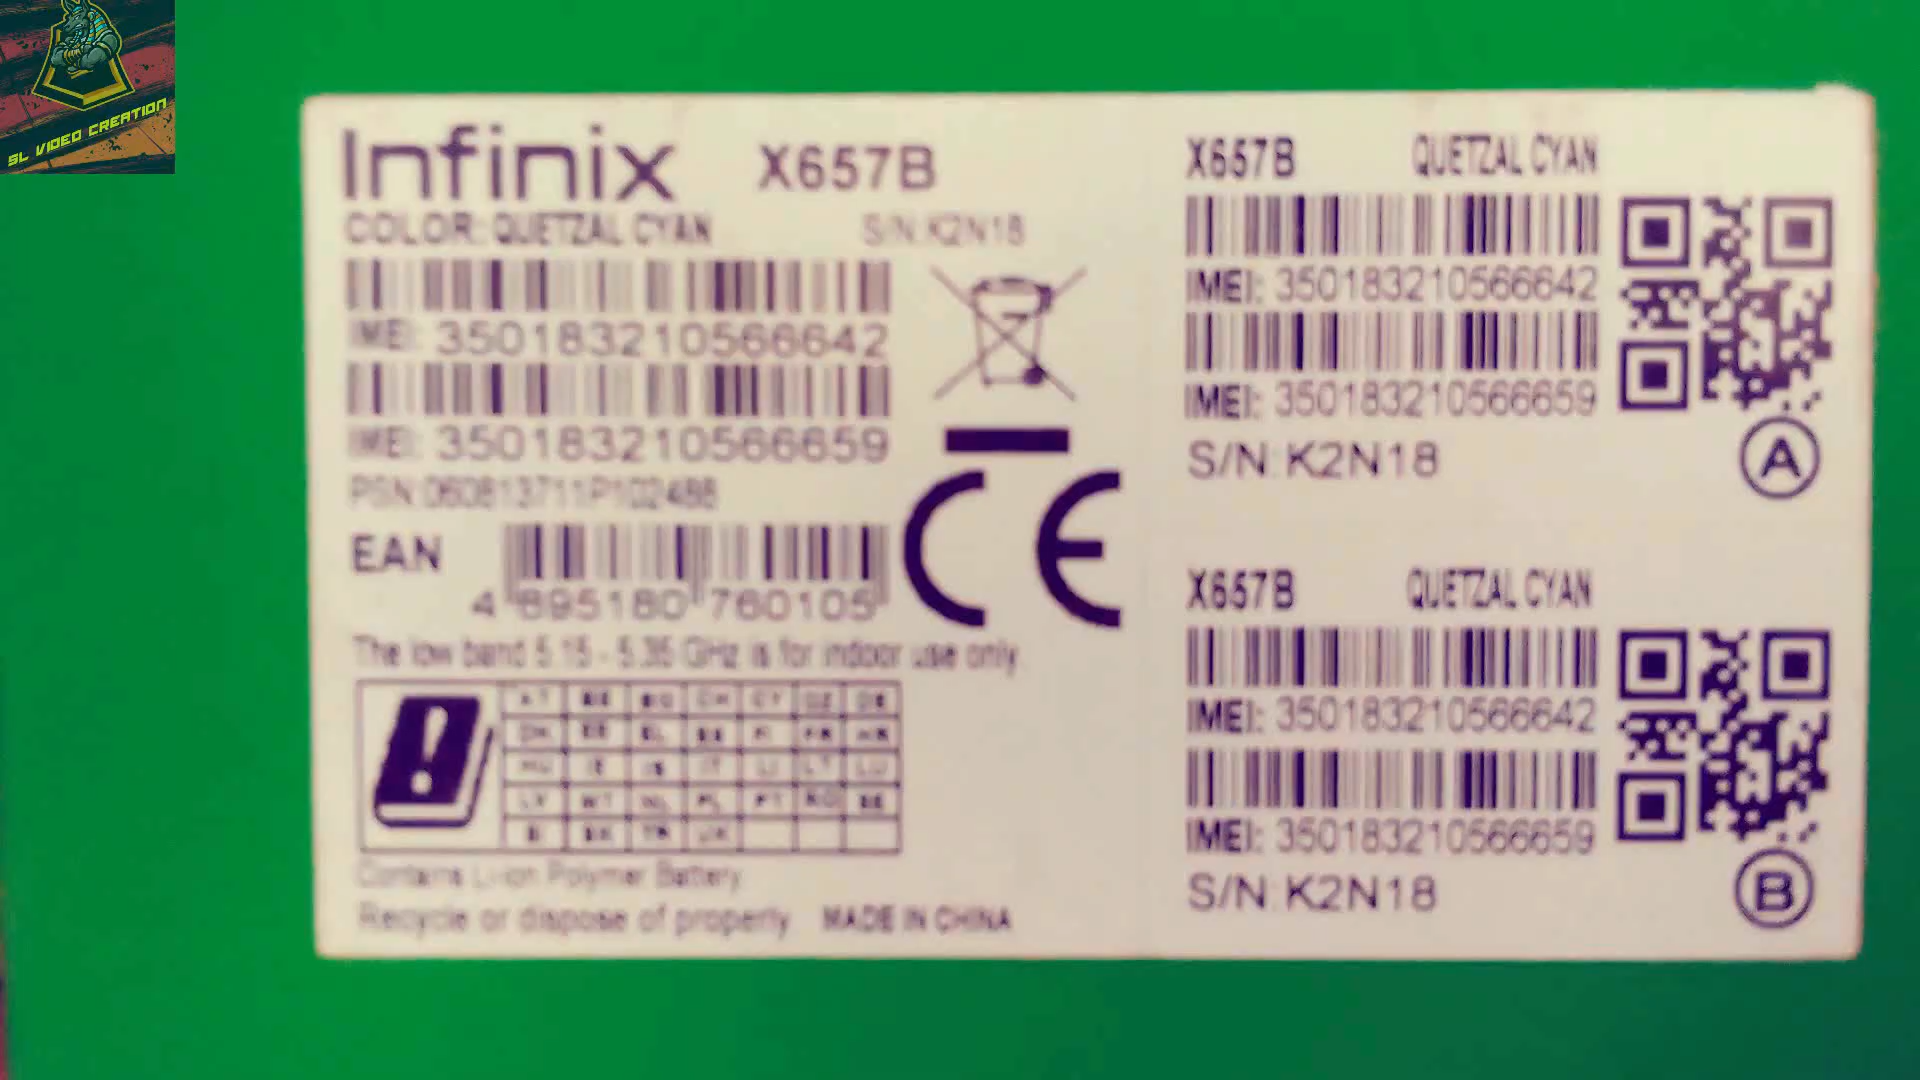 SL VIDEO CREATION
Infinix X657B
COLOR: QUETZAL CYAN S/N:K2N18
IMEI: 350183210566642
IMEI: 350183210566659
PSN:060813711P102488
EAN
4 895180 760105
The low band 5.15 - 5.35 GHz is for indoor use only.
CE
Contains Li-ion Polymer Battery
Recycle or dispose of properly MADE IN CHINA
X657B QUETZAL CYAN
IMEI: 350183210566642
IMEI: 350183210566659
S/N:K2N18
A
X657B QUETZAL CYAN
IMEI: 350183210566642
IMEI: 350183210566659
S/N:K2N18
B